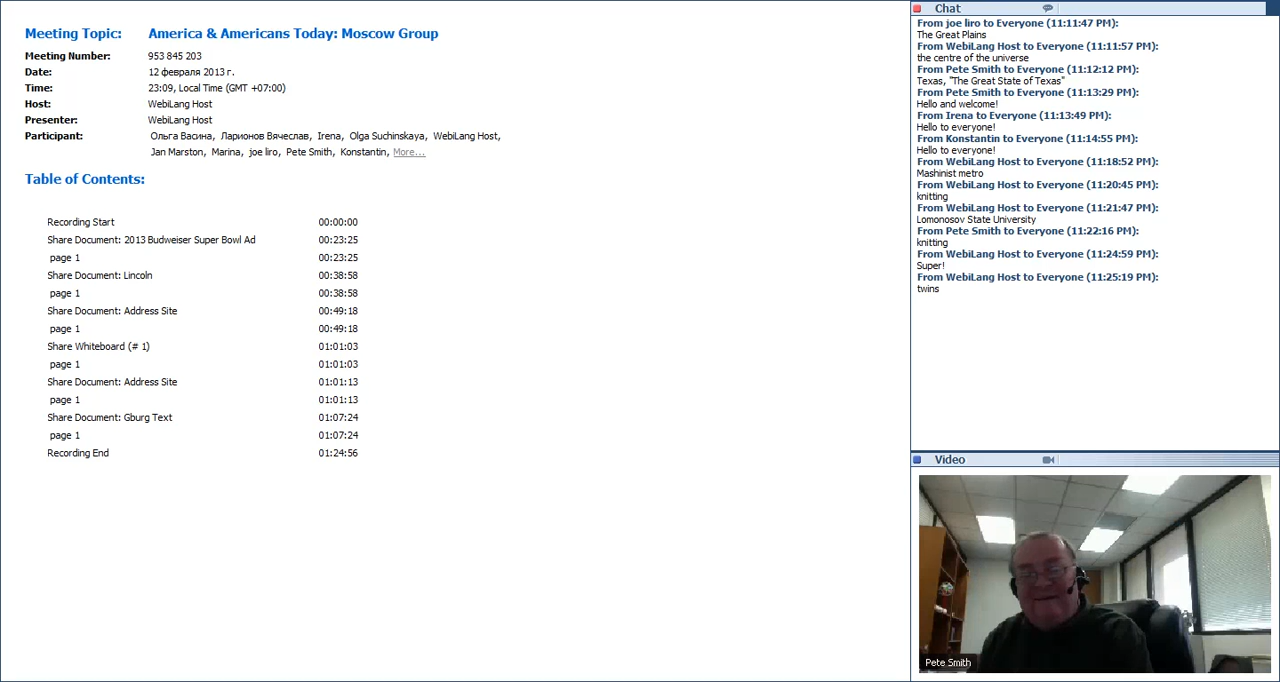 Meeting Topic: America & Americans Today: Moscow Group
Meeting Number: 953 845 203
Date: 12 февраля 2013 г.
Time: 23:09, Local Time (GMT +07:00)
Host: WebiLang Host
Presenter: WebiLang Host
Participant: Ольга Васина, Ларионов Вячеслав, Irena, Olga Suchinskaya, WebiLang Host,
Jan Marston, Marina, joe liro, Pete Smith, Konstantin, More...
Table of Contents:
Recording Start 00:00:00
Share Document: 2013 Budweiser Super Bowl Ad 00:23:25
page 1 00:23:25
Share Document: Lincoln 00:38:58
page 1 00:38:58
Share Document: Address Site 00:49:18
page 1 00:49:18
Share Whiteboard (# 1) 01:01:03
page 1 01:01:03
Share Document: Address Site 01:01:13
page 1 01:01:13
Share Document: Gburg Text 01:07:24
page 1 01:07:24
Recording End 01:24:56
Chat
From joe liro to Everyone (11:11:47 PM):
The Great Plains
From WebiLang Host to Everyone (11:11:57 PM):
the centre of the universe
From Pete Smith to Everyone (11:12:12 PM):
Texas, "The Great State of Texas"
From Pete Smith to Everyone (11:13:29 PM):
Hello and welcome!
From Irena to Everyone (11:13:49 PM):
Hello to everyone!
From Konstantin to Everyone (11:14:55 PM):
Hello to everyone!
From WebiLang Host to Everyone (11:18:52 PM):
Mashinist metro
From WebiLang Host to Everyone (11:20:45 PM):
knitting
From WebiLang Host to Everyone (11:21:47 PM):
Lomonosov State University
From Pete Smith to Everyone (11:22:16 PM):
knitting
From WebiLang Host to Everyone (11:24:59 PM):
Super!
From WebiLang Host to Everyone (11:25:19 PM):
twins
Video
Pete Smith